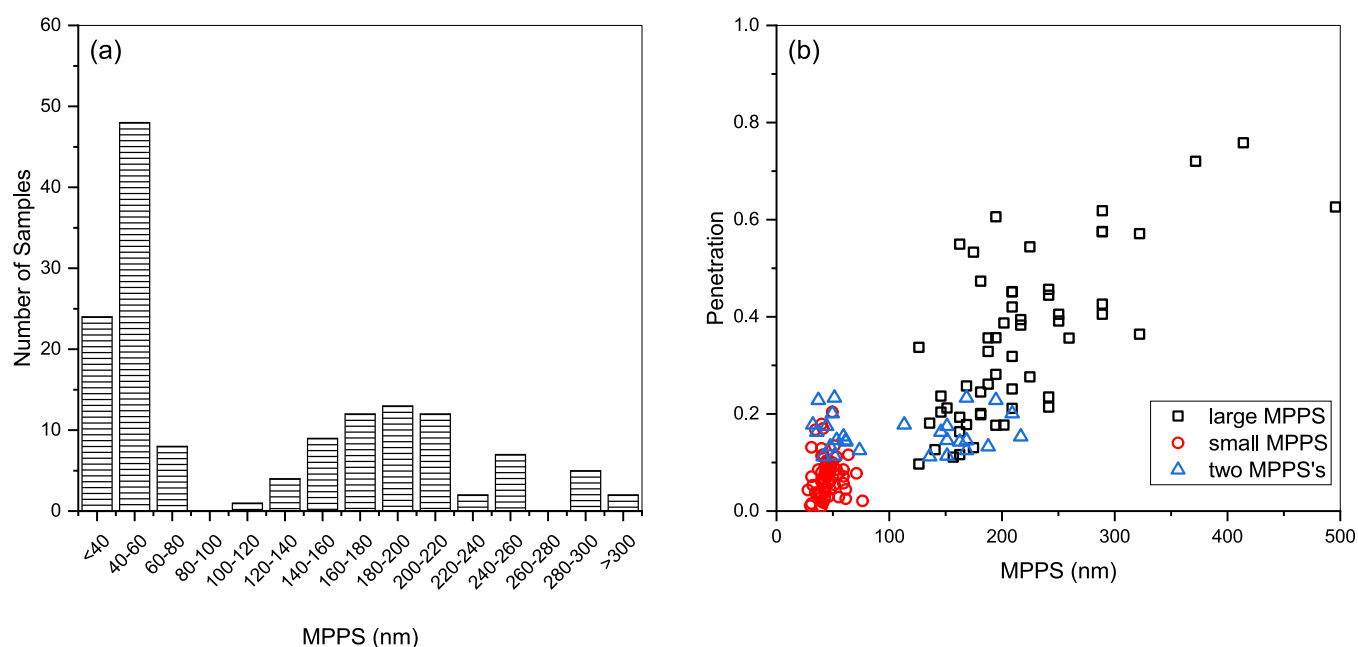 (a)
60
50
40
30
20
10
0
Number of Samples
<40
40-60
60-80
80-100
100-120
120-140
140-160
160-180
180-200
200-220
220-240
240-260
260-280
280-300
>300
MPPS (nm)
(b)
1.0
0.8
0.6
0.4
0.2
0.0
Penetration
large MPPS
small MPPS
two MPPS's
0 100 200 300 400 500
MPPS (nm)